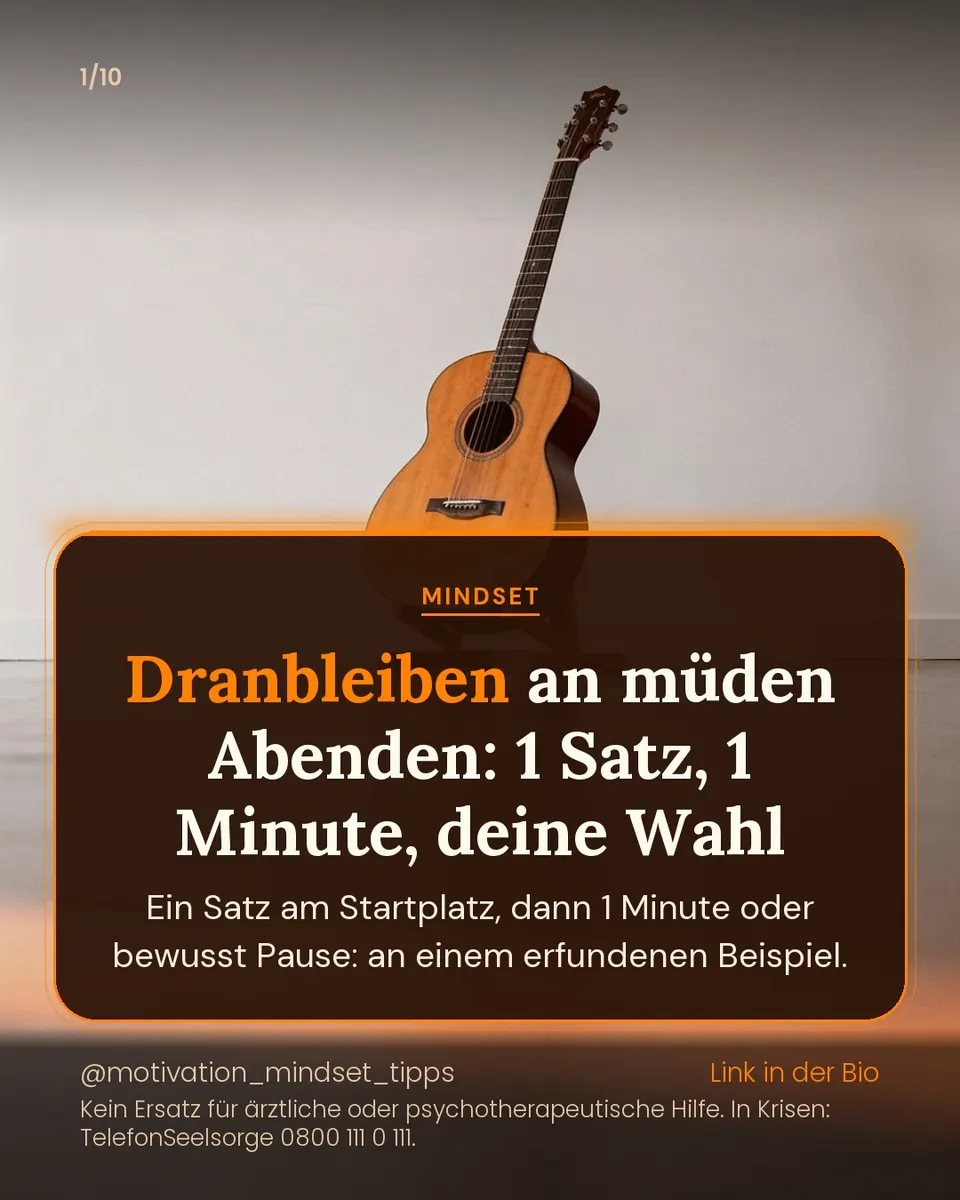 1/10
MINDSET
Dranbleiben an müden
Abenden: 1 Satz, 1
Minute, deine Wahl
Ein Satz am Startplatz, dann 1 Minute oder
bewusst Pause: an einem erfundenen Beispiel.
@motivation_mindset_tipps
Link in der Bio
Kein Ersatz für ärztliche oder psychotherapeutische Hilfe. In Krisen:
TelefonSeelsorge 0800 111 0 111.